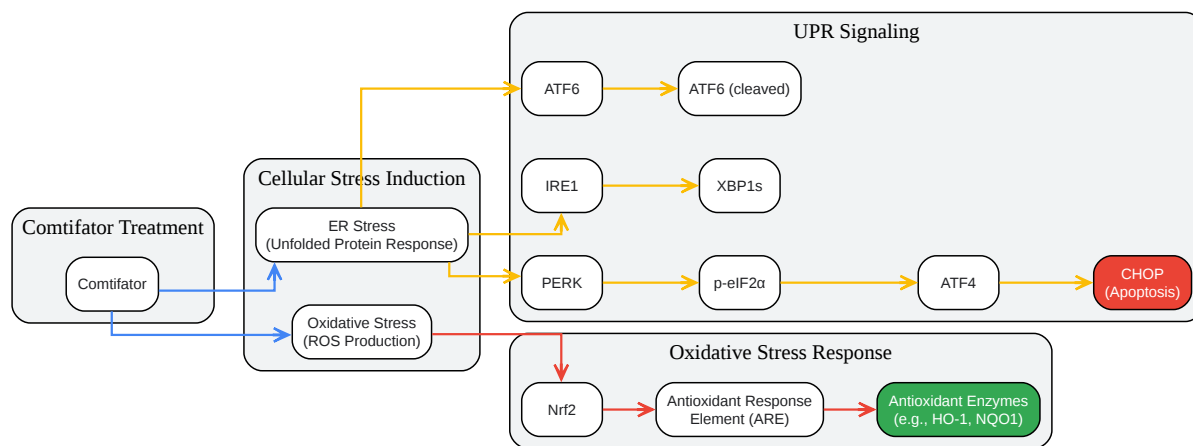 UPR Signaling
ATF6
ATF6 (cleaved)
Cellular Stress Induction
IRE1
XBP1s
Comtifator Treatment
ER Stress
(Unfolded Protein Response)
Comtifator
PERK
p-eIF2α
ATF4
CHOP
(Apoptosis)
Oxidative Stress
(ROS Production)
Oxidative Stress Response
Nrf2
Antioxidant Response
Element (ARE)
Antioxidant Enzymes
(e.g., HO-1, NQO1)